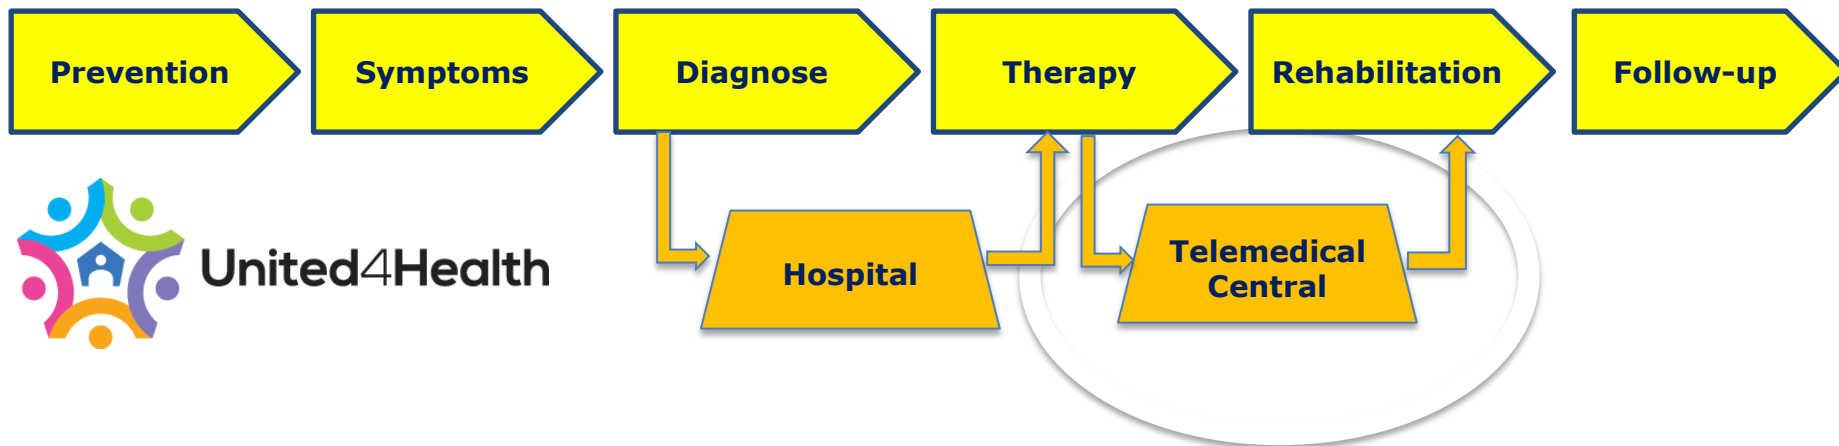 Prevention
Symptoms
Diagnose
Therapy
Rehabilitation
Follow-up
United4Health
Hospital
Telemedical
Central